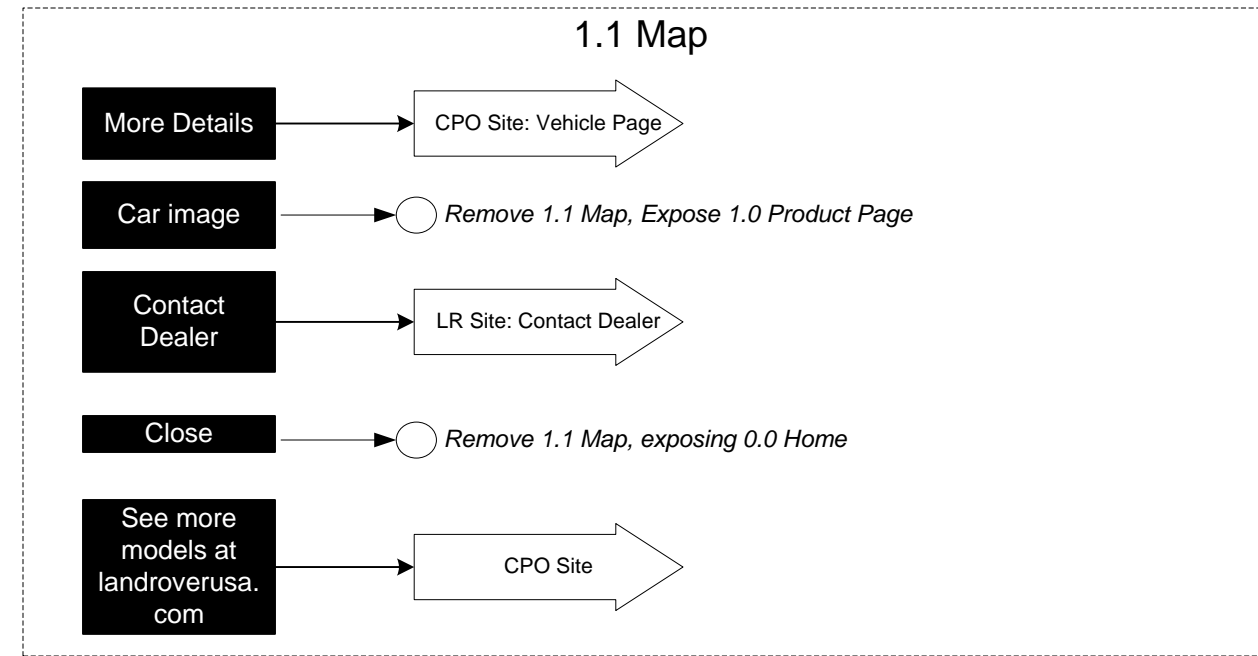 1.1 Map
More Details
CPO Site: Vehicle Page
Car image
Remove 1.1 Map, Expose 1.0 Product Page
Contact
Dealer
LR Site: Contact Dealer
Close
Remove 1.1 Map, exposing 0.0 Home
See more
models at
landroverusa.
com
CPO Site